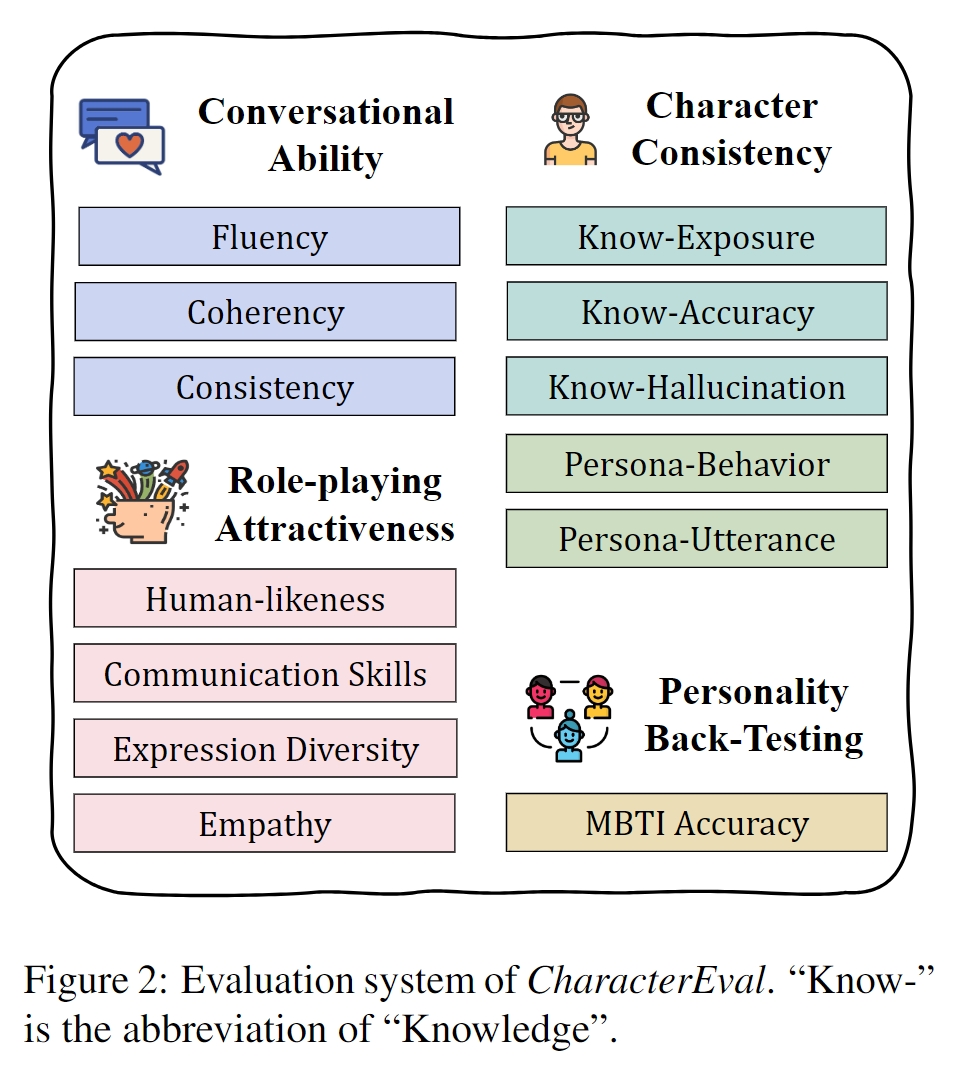 Conversational
Ability
Fluency
Coherency
Consistency
Role-playing
Attractiveness
Human-likeness
Communication Skills
Expression Diversity
Empathy
Character
Consistency
Know-Exposure
Know-Accuracy
Know-Hallucination
Persona-Behavior
Persona-Utterance
Personality
Back-Testing
MBTI Accuracy
Figure 2: Evaluation system of CharacterEval. “Know-”
is the abbreviation of “Knowledge”.